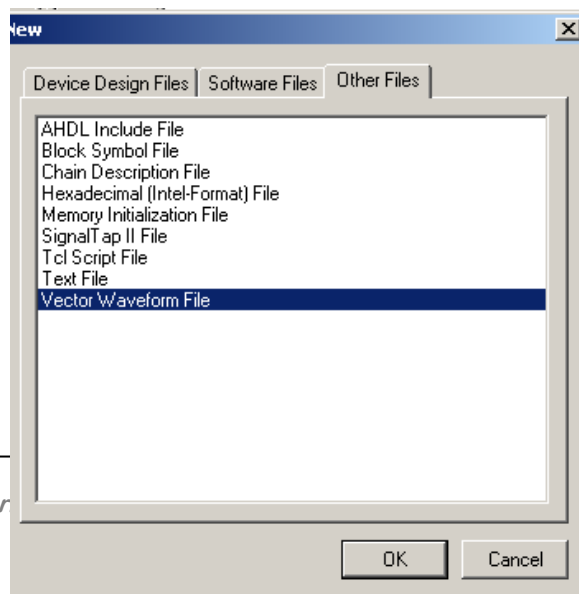 New
Device Design Files Software Files Other Files
AHDL Include File
Block Symbol File
Chain Description File
Hexadecimal (Intel-Format) File
Memory Initialization File
SignalTap II File
Tcl Script File
Text File
Vector Waveform File
OK Cancel